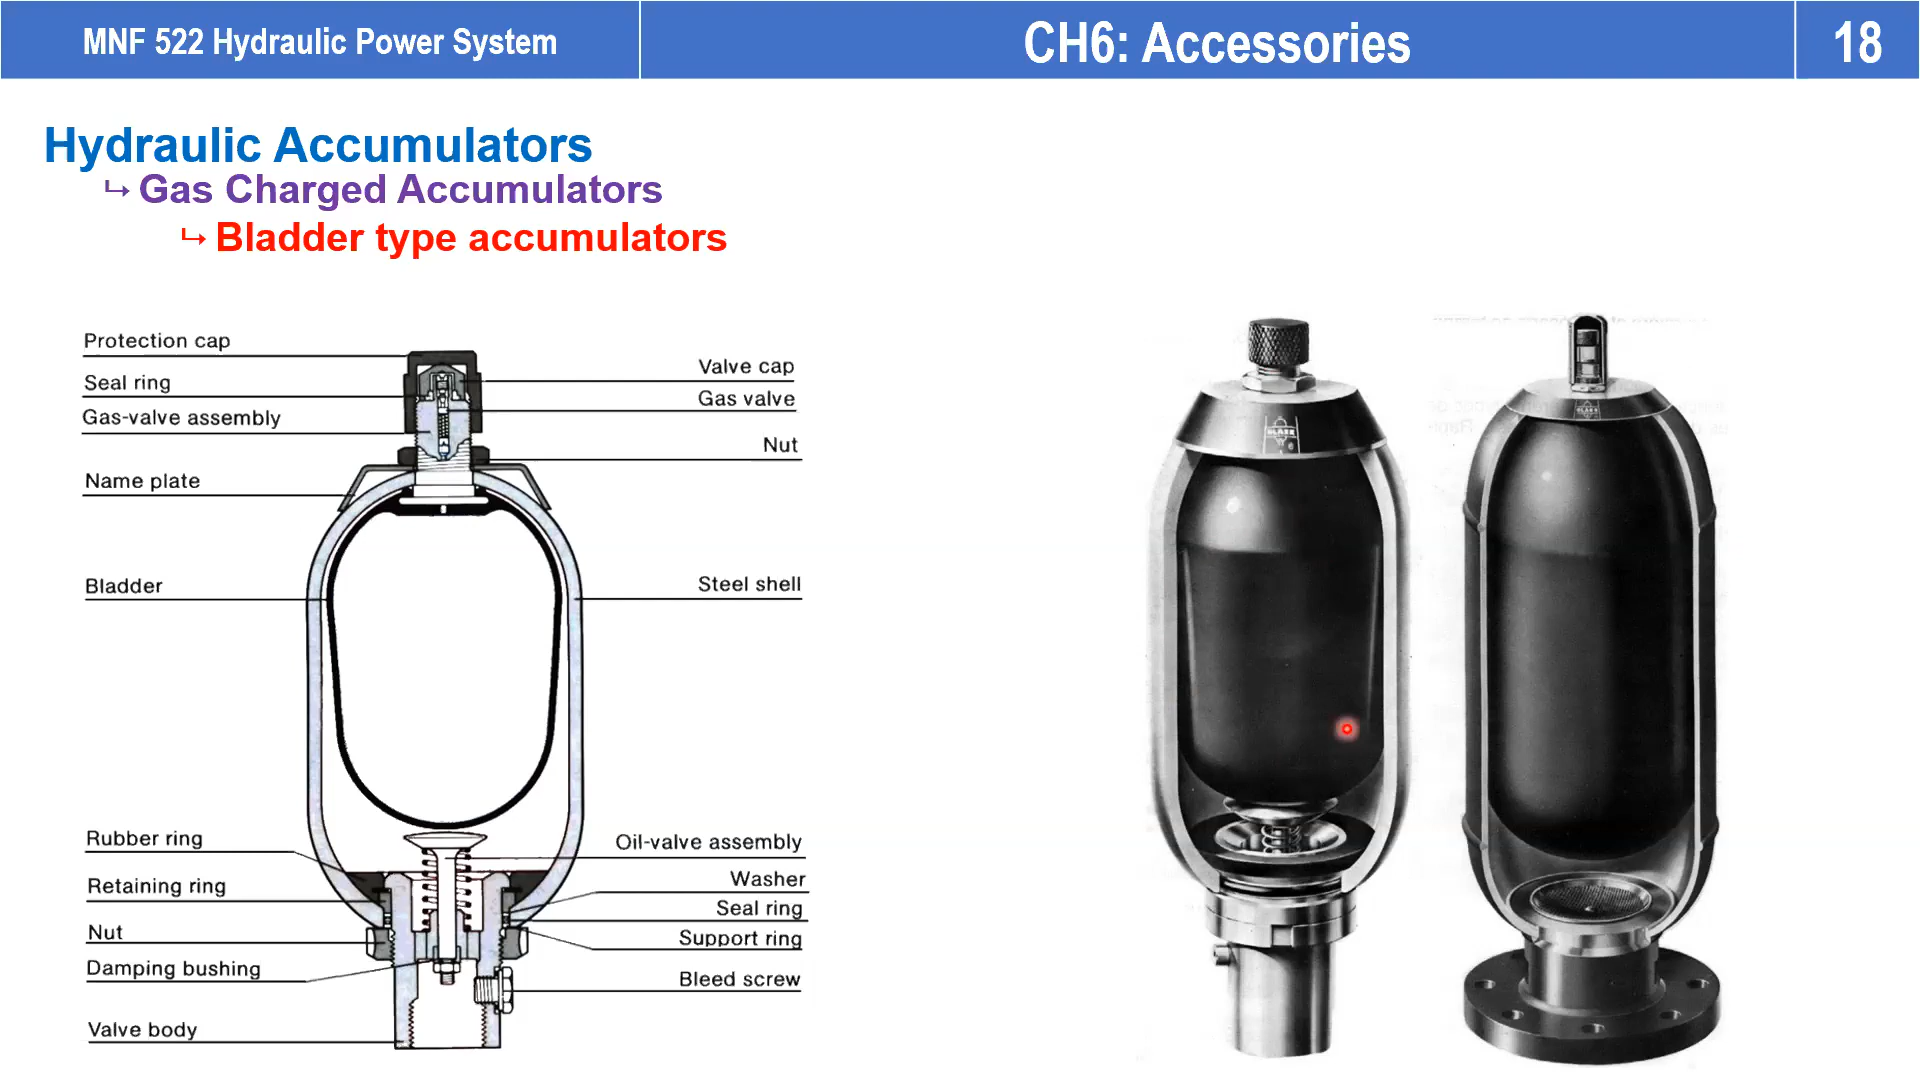 MNF 522 Hydraulic Power System
CH6: Accessories
18
Hydraulic Accumulators
↳ Gas Charged Accumulators
↳ Bladder type accumulators
Protection cap
Seal ring
Gas-valve assembly
Name plate
Bladder
Rubber ring
Retaining ring
Nut
Damping bushing
Valve body
Valve cap
Gas valve
Nut
Steel shell
Oil-valve assembly
Washer
Seal ring
Support ring
Bleed screw